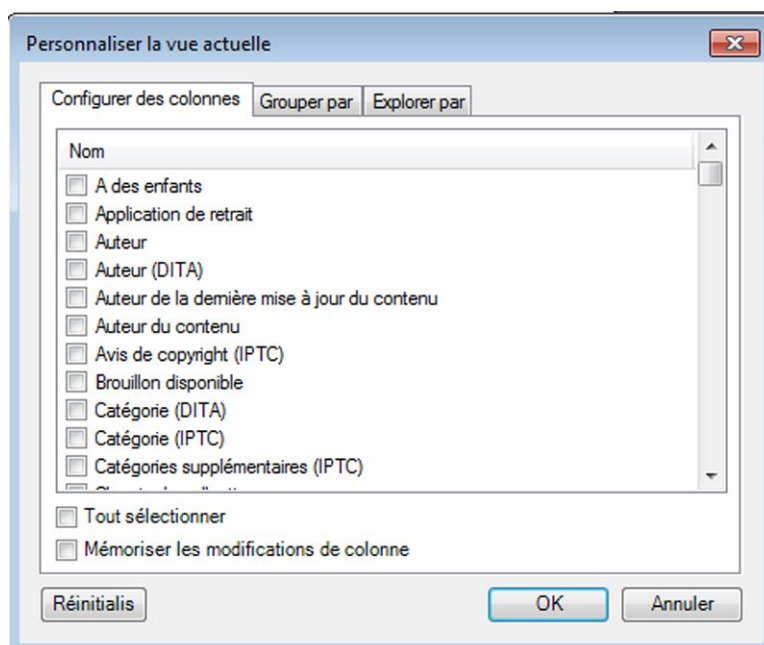 Personnaliser la vue actuelle
Configurer des colonnes Grouper par Explorer par
Nom
A des enfants
Application de retrait
Auteur
Auteur (DITA)
Auteur de la dernière mise à jour du contenu
Auteur du contenu
Avis de copyright (IPTC)
Brouillon disponible
Catégorie (DITA)
Catégorie (IPTC)
Catégories supplémentaires (IPTC)
Tout sélectionner
Mémoriser les modifications de colonne
Réinitialis OK Annuler